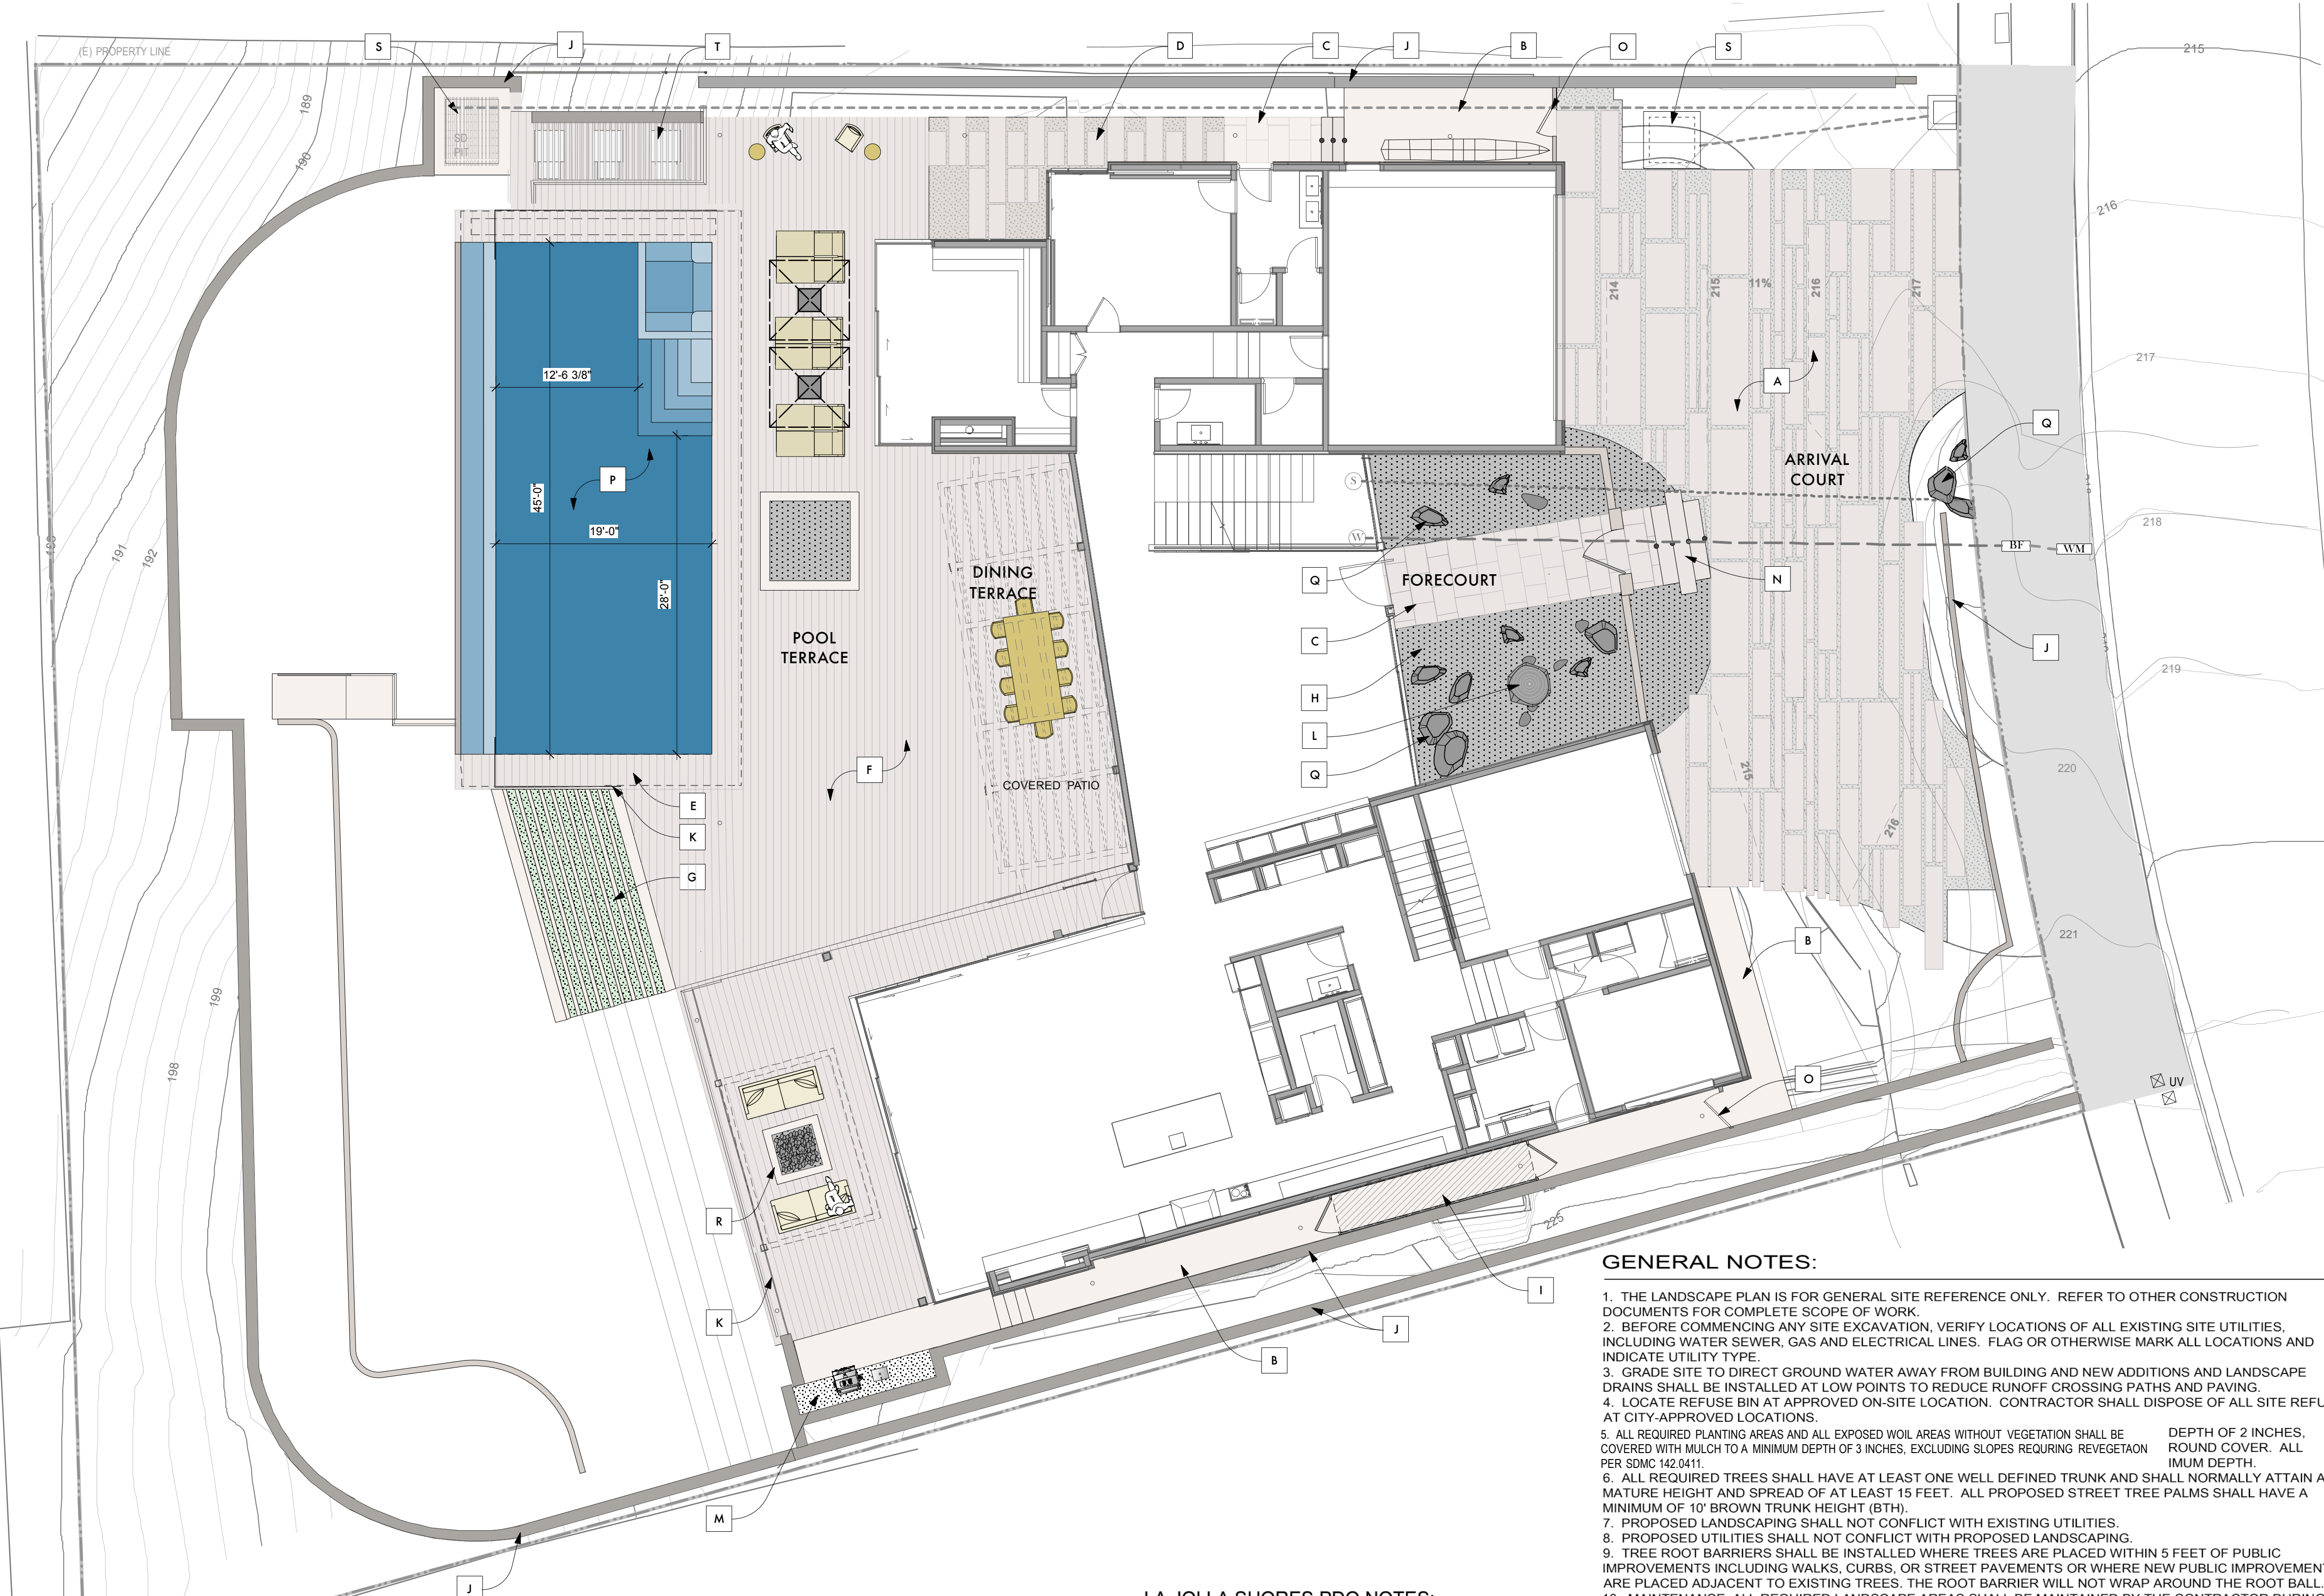 (E) PROPERTY LINE
S
J
T
D
C
J
B
O
S
215
189
190
SD
PIT
216
214
215
11%
216
217
217
12'-6 3/8"
A
Q
ARRIVAL
COURT
P
45'-0"
S
19'-0"
218
191
192
W
BF
WM
28'-0"
DINING
TERRACE
Q
FORECOURT
N
POOL
TERRACE
C
J
219
H
L
F
Q
215
220
COVERED PATIO
E
K
216
G
221
B
199
198
O
UV
R
225
I
K
J
B
M
J
GENERAL NOTES:
1. THE LANDSCAPE PLAN IS FOR GENERAL SITE REFERENCE ONLY. REFER TO OTHER CONSTRUCTION
DOCUMENTS FOR COMPLETE SCOPE OF WORK.
2. BEFORE COMMENCING ANY SITE EXCAVATION, VERIFY LOCATIONS OF ALL EXISTING SITE UTILITIES,
INCLUDING WATER SEWER, GAS AND ELECTRICAL LINES. FLAG OR OTHERWISE MARK ALL LOCATIONS AND
INDICATE UTILITY TYPE.
3. GRADE SITE TO DIRECT GROUND WATER AWAY FROM BUILDING AND NEW ADDITIONS AND LANDSCAPE
DRAINS SHALL BE INSTALLED AT LOW POINTS TO REDUCE RUNOFF CROSSING PATHS AND PAVING.
4. LOCATE REFUSE BIN AT APPROVED ON-SITE LOCATION. CONTRACTOR SHALL DISPOSE OF ALL SITE REFU
AT CITY-APPROVED LOCATIONS.
5. ALL REQUIRED PLANTING AREAS AND ALL EXPOSED WOIL AREAS WITHOUT VEGETATION SHALL BE
COVERED WITH MULCH TO A MINIMUM DEPTH OF 3 INCHES, EXCLUDING SLOPES REQURING REVEGETAON
PER SDMC 142.0411.
DEPTH OF 2 INCHES,
ROUND COVER. ALL
IMUM DEPTH.
6. ALL REQUIRED TREES SHALL HAVE AT LEAST ONE WELL DEFINED TRUNK AND SHALL NORMALLY ATTAIN A
MATURE HEIGHT AND SPREAD OF AT LEAST 15 FEET. ALL PROPOSED STREET TREE PALMS SHALL HAVE A
MINIMUM OF 10' BROWN TRUNK HEIGHT (BTH).
7. PROPOSED LANDSCAPING SHALL NOT CONFLICT WITH EXISTING UTILITIES.
8. PROPOSED UTILITIES SHALL NOT CONFLICT WITH PROPOSED LANDSCAPING.
9. TREE ROOT BARRIERS SHALL BE INSTALLED WHERE TREES ARE PLACED WITHIN 5 FEET OF PUBLIC
IMPROVEMENTS INCLUDING WALKS, CURBS, OR STREET PAVEMENTS OR WHERE NEW PUBLIC IMPROVEMENT
ARE PLACED ADJACENT TO EXISTING TREES. THE ROOT BARRIER WILL NOT WRAP AROUND THE ROOT BALL.
LA JOLLA SHORES PDO NOTES: